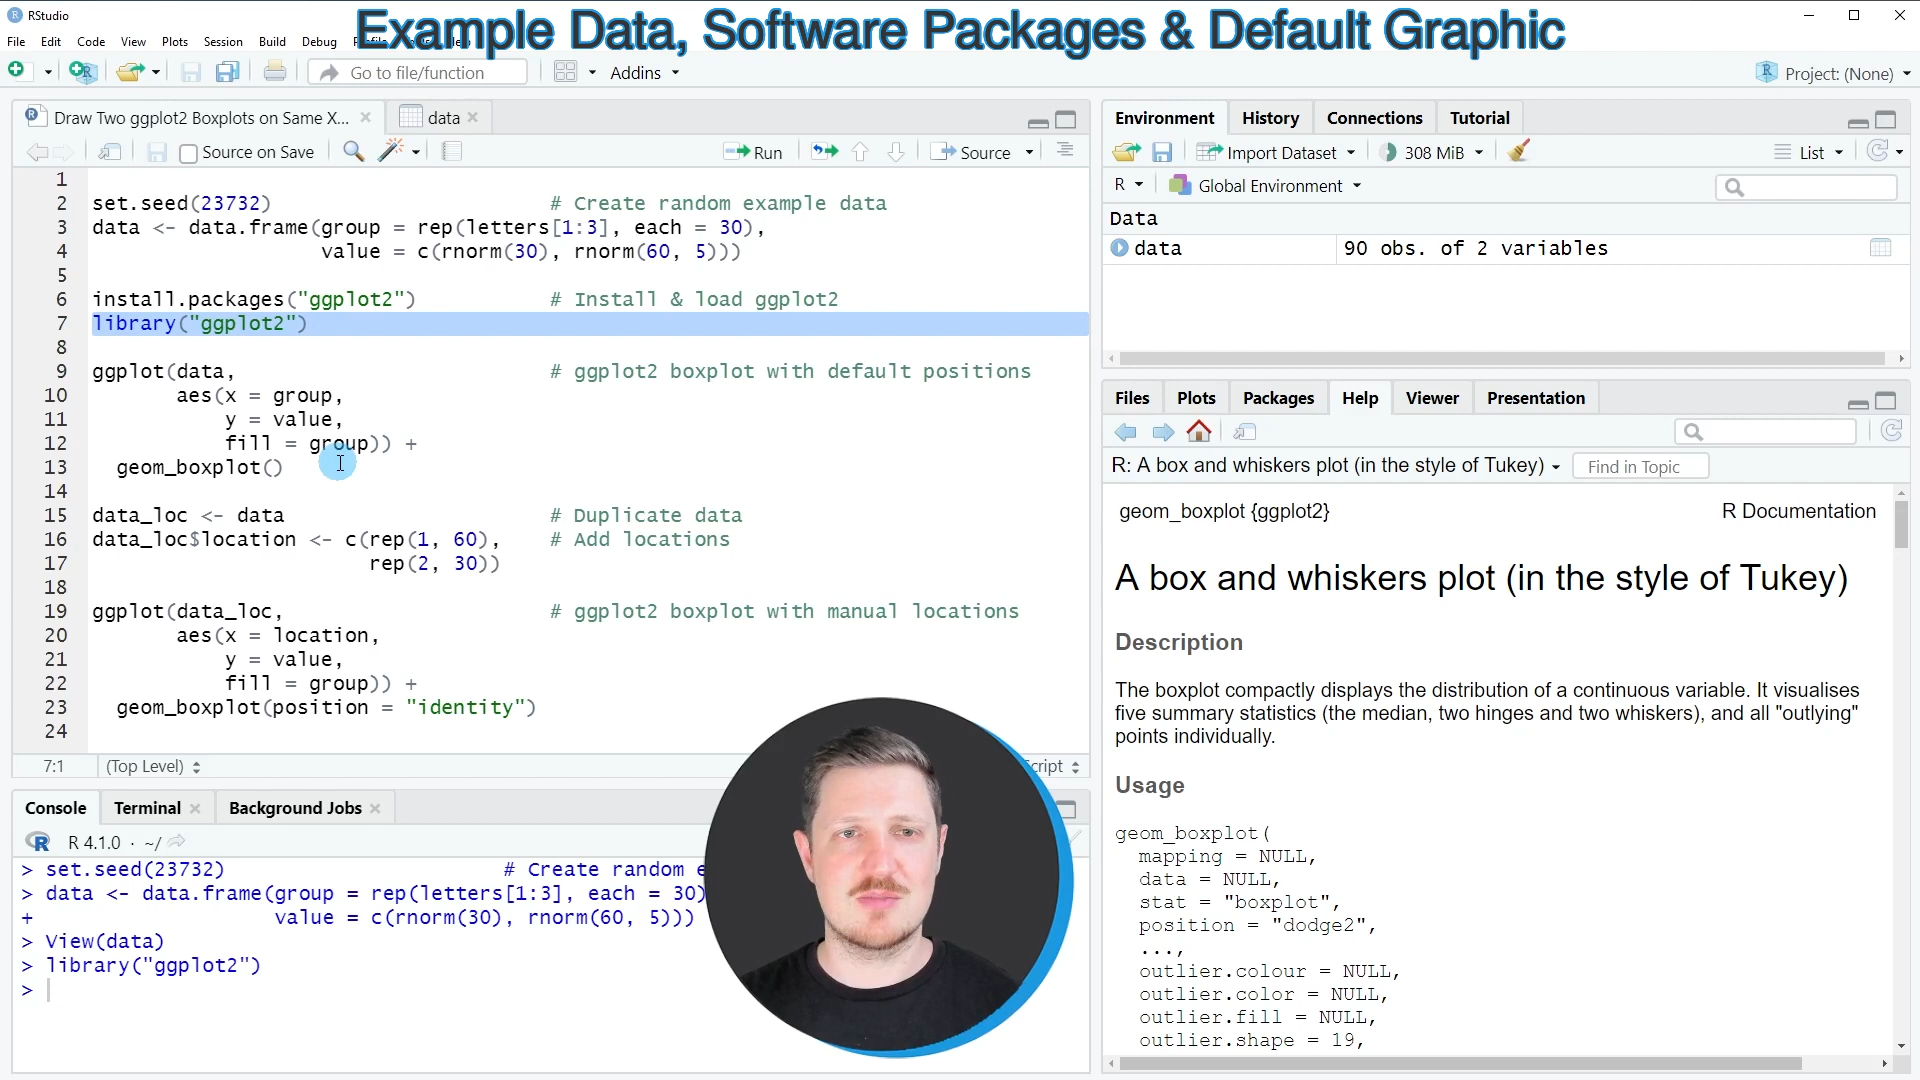 RStudio
Example Data, Software Packages & Default Graphic
File Edit Code View Plots Session Build Debug
Go to file/function
Addins
Project: (None)
Draw Two ggplot2 Boxplots on Same X...
data
Source on Save
Run
Source
1
2 set.seed(23732) # Create random example data
3 data <- data.frame(group = rep(letters[1:3], each = 30),
4 value = c(rnorm(30), rnorm(60, 5)))
5
6 install.packages("ggplot2") # Install & load ggplot2
7 library("ggplot2")
8
9 ggplot(data, # ggplot2 boxplot with default positions
10 aes(x = group,
11 y = value,
12 fill = group)) +
13 geom_boxplot()
14
15 data_loc <- data # Duplicate data
16 data_loc$location <- c(rep(1, 60), # Add locations
17 rep(2, 30))
18
19 ggplot(data_loc, # ggplot2 boxplot with manual locations
20 aes(x = location,
21 y = value,
22 fill = group)) +
23 geom_boxplot(position = "identity")
24
7:1 (Top Level)
Console Terminal Background Jobs
R 4.1.0 · ~/
> set.seed(23732) # Create random
> data <- data.frame(group = rep(letters[1:3], each = 30)
+ value = c(rnorm(30), rnorm(60, 5)))
> View(data)
> library("ggplot2")
>
Environment History Connections Tutorial
Import Dataset
308 MiB
List
R
Global Environment
Data
data 90 obs. of 2 variables
Files Plots Packages Help Viewer Presentation
R: A box and whiskers plot (in the style of Tukey)
Find in Topic
geom_boxplot {ggplot2} R Documentation
A box and whiskers plot (in the style of Tukey)
Description
The boxplot compactly displays the distribution of a continuous variable. It visualises
five summary statistics (the median, two hinges and two whiskers), and all "outlying"
points individually.
Usage
geom_boxplot(
mapping = NULL,
data = NULL,
stat = "boxplot",
position = "dodge2",
...,
outlier.colour = NULL,
outlier.color = NULL,
outlier.fill = NULL,
outlier.shape = 19,